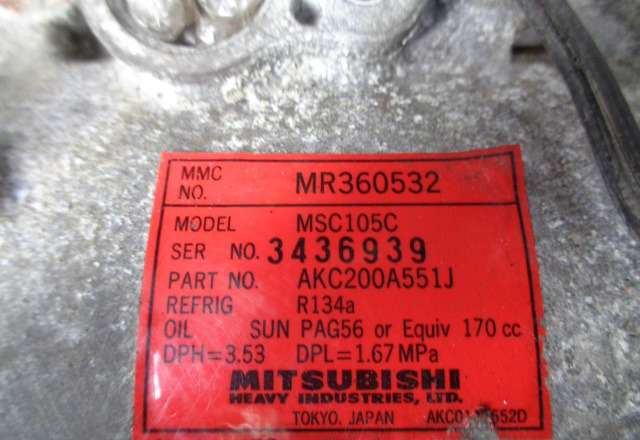 MMC NO. MR360532
MODEL MSC105C
SER NO. 3436939
PART NO. AKC200A551J
REFRIG R134a
OIL SUN PAG56 or Equiv 170 cc
DPH=3.53 DPL=1.67 MPa
MITSUBISHI
HEAVY INDUSTRIES, LTD.
TOKYO. JAPAN